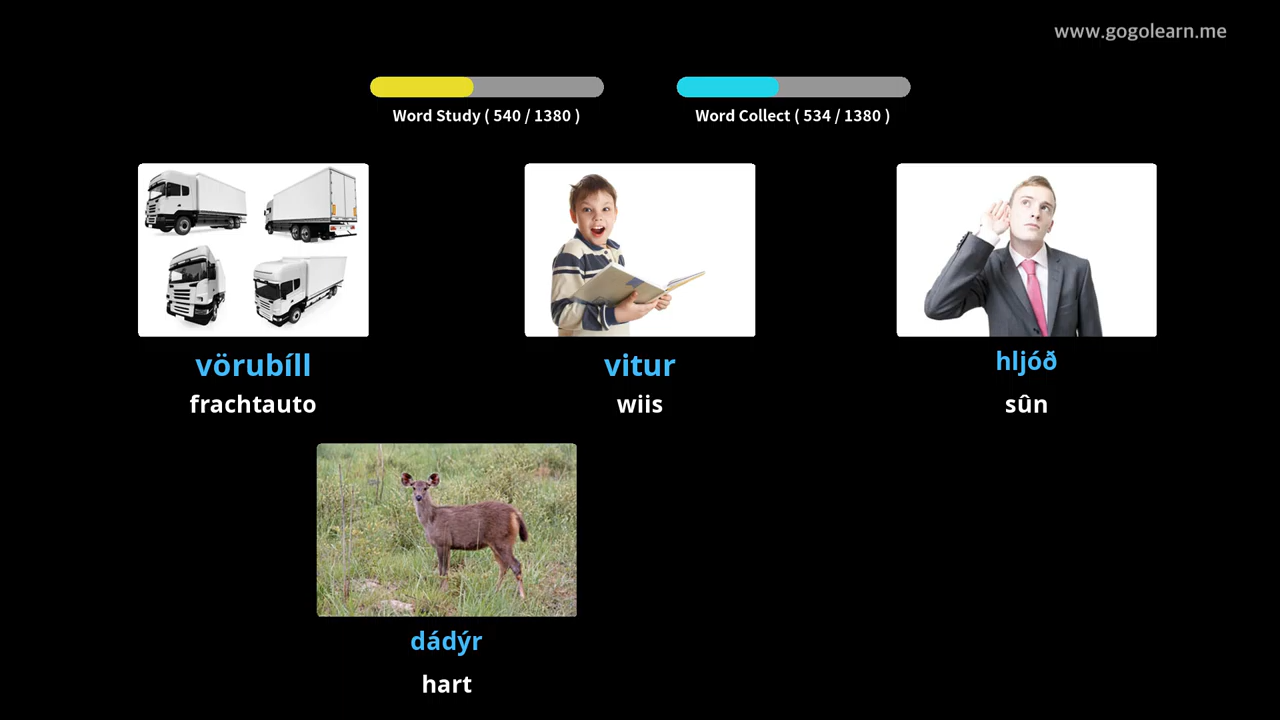 www.gogolearn.me
Word Study ( 540 / 1380 )
Word Collect ( 534 / 1380 )
vörubíll
frachtauto
vitur
wiis
hljóð
sûn
dádýr
hart